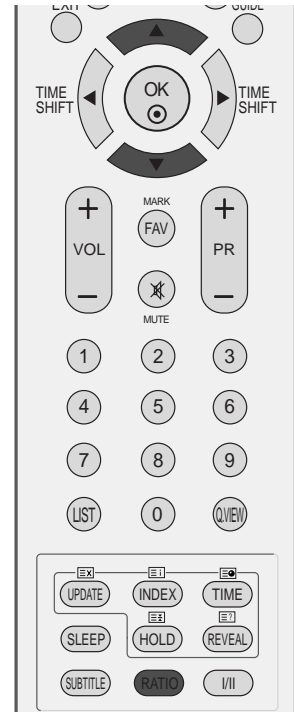 EXIT GUIDE
TIME SHIFT OK TIME SHIFT
MARK
+ FAV +
VOL PR
- -
MUTE
1 2 3
4 5 6
7 8 9
LIST 0 Q.VIEW
UPDATE INDEX TIME
SLEEP HOLD REVEAL
SUBTITLE RATIO I/II